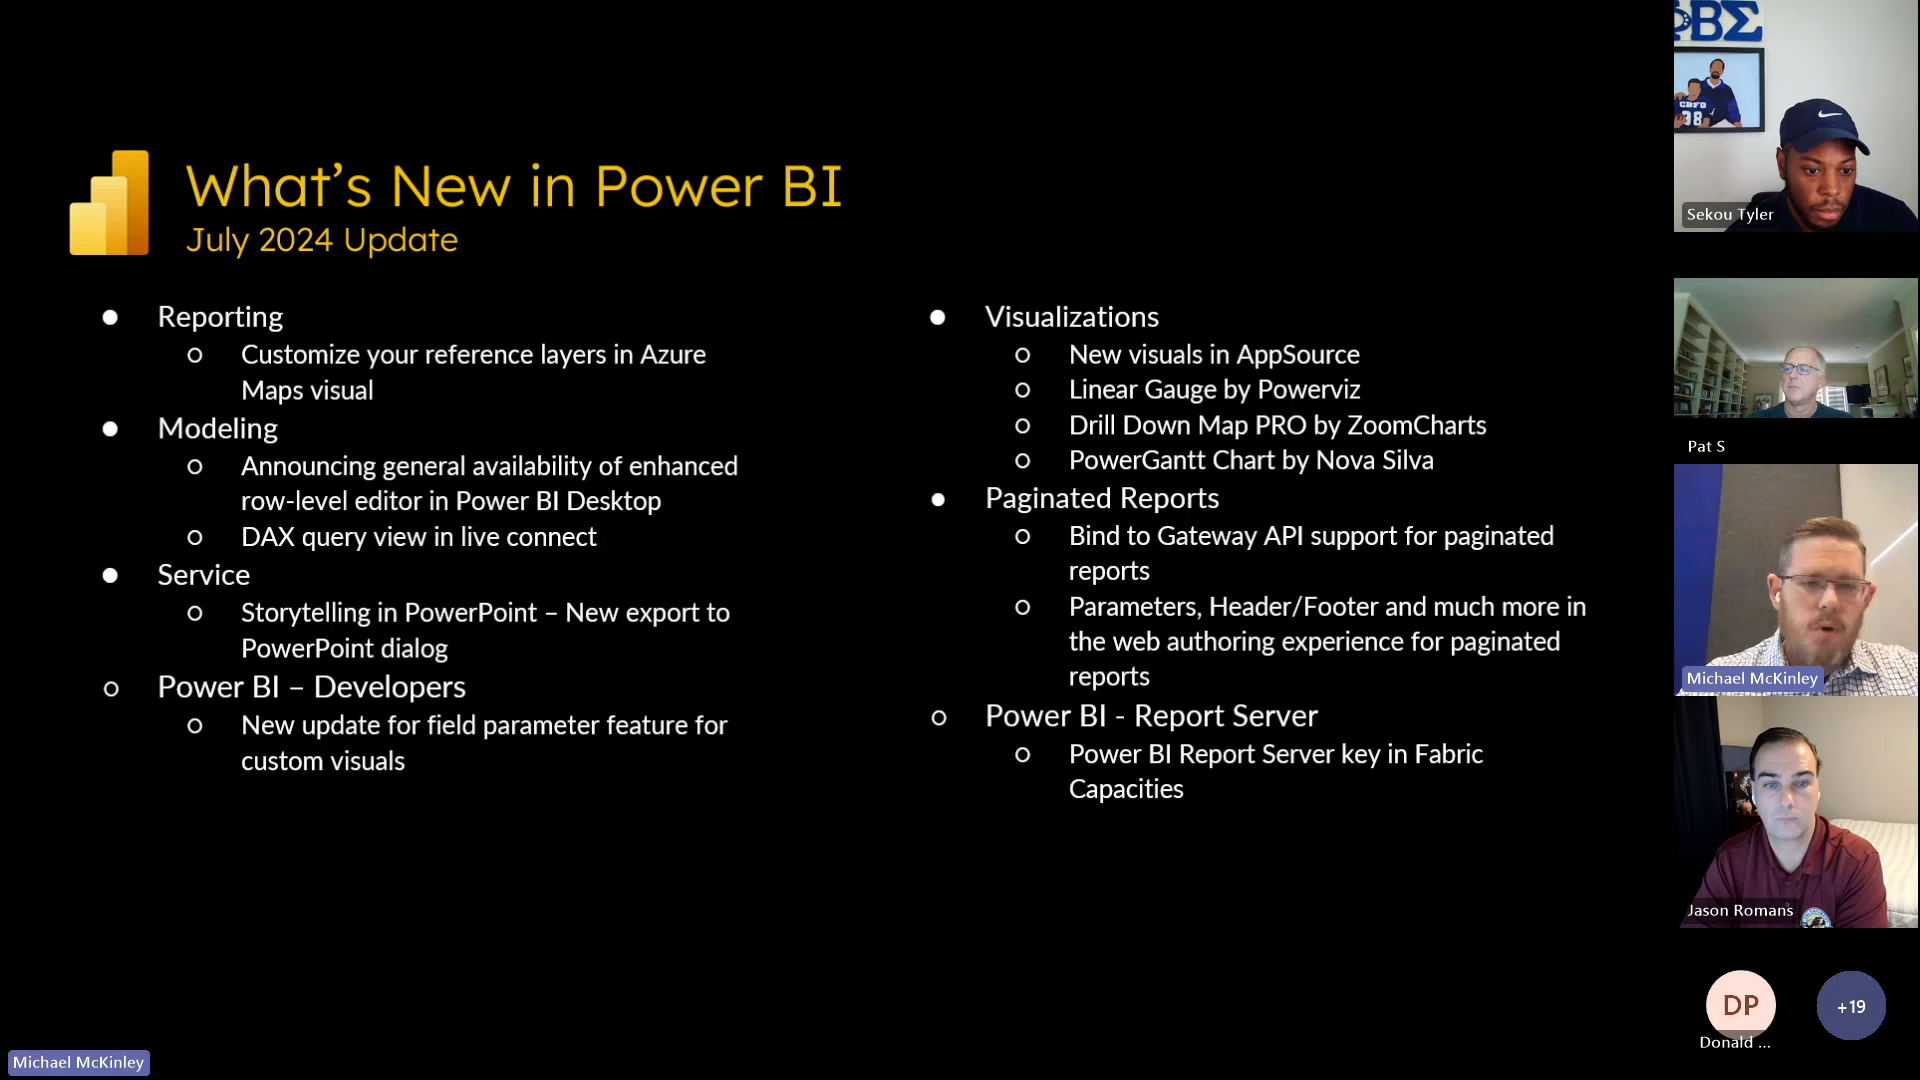 What's New in Power BI
July 2024 Update
Reporting
Customize your reference layers in Azure
Maps visual
Modeling
Announcing general availability of enhanced
row-level editor in Power BI Desktop
DAX query view in live connect
Service
Storytelling in PowerPoint – New export to
PowerPoint dialog
Power BI – Developers
New update for field parameter feature for
custom visuals
Visualizations
New visuals in AppSource
Linear Gauge by Powerviz
Drill Down Map PRO by ZoomCharts
PowerGantt Chart by Nova Silva
Paginated Reports
Bind to Gateway API support for paginated
reports
Parameters, Header/Footer and much more in
the web authoring experience for paginated
reports
Power BI - Report Server
Power BI Report Server key in Fabric
Capacities
ΒΣ
CBFO
98
Sekou Tyler
Pat S
Michael McKinley
Jason Romans
DP
Donald ...
+19
Michael McKinley